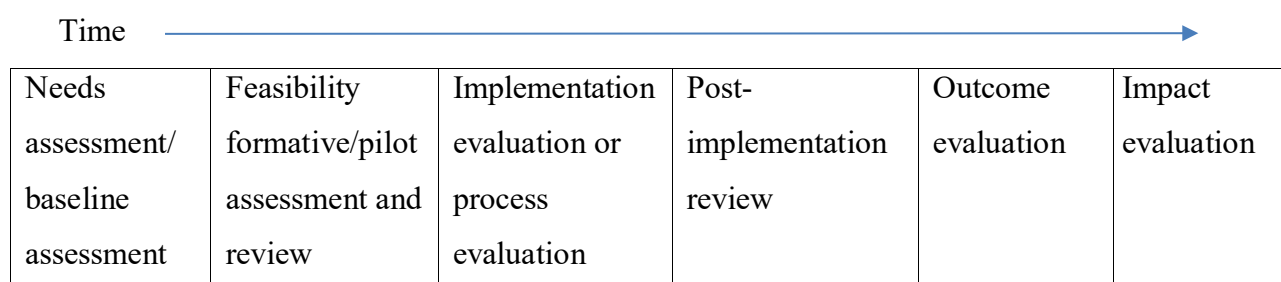 Time
Needs
assessment/
baseline
assessment
Feasibility
formative/pilot
assessment and
review
Implementation
evaluation or
process
evaluation
Post-
implementation
review
Outcome
evaluation
Impact
evaluation